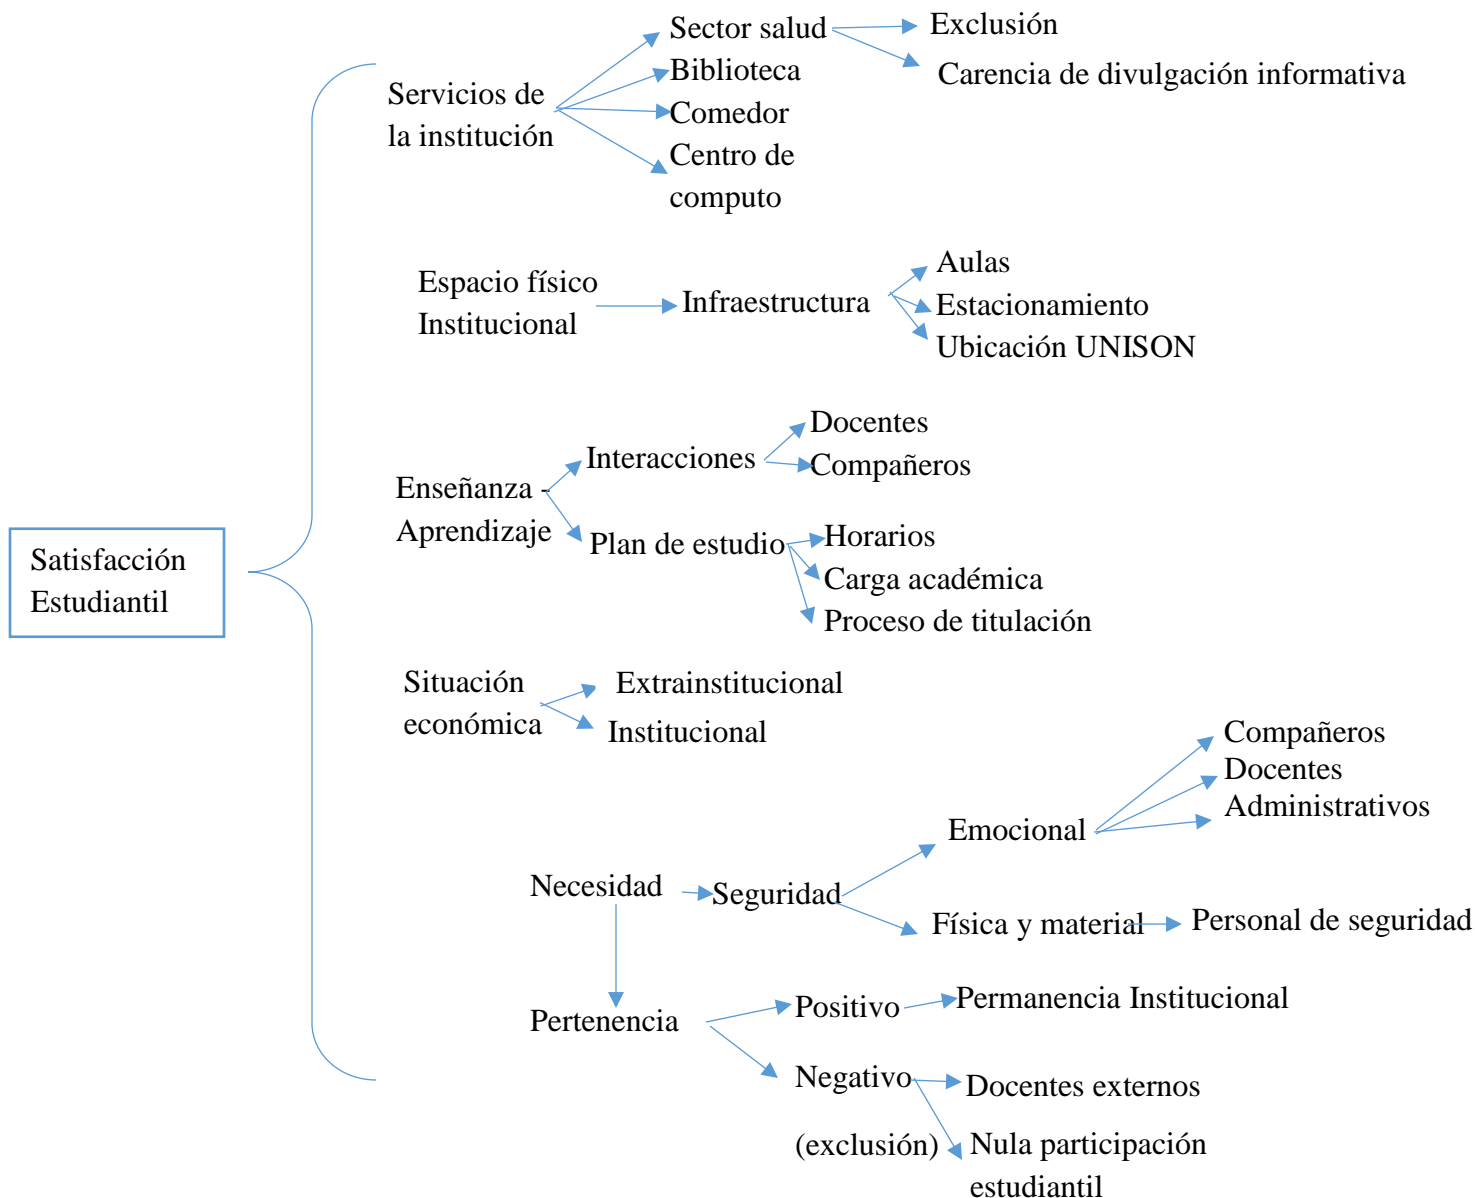 Satisfacción
Estudiantil
Servicios de
la institución
Sector salud
Biblioteca
Comedor
Centro de
computo
Exclusión
Carencia de divulgación informativa
Espacio físico
Institucional
Infraestructura
Aulas
Estacionamiento
Ubicación UNISON
Enseñanza -
Aprendizaje
Interacciones
Docentes
Compañeros
Plan de estudio
Horarios
Carga académica
Proceso de titulación
Situación
económica
Extrainstitucional
Institucional
Necesidad
Seguridad
Emocional
Compañeros
Docentes
Administrativos
Física y material
Personal de seguridad
Pertenencia
Positivo
Permanencia Institucional
Negativo
(exclusión)
Docentes externos
Nula participación
estudiantil